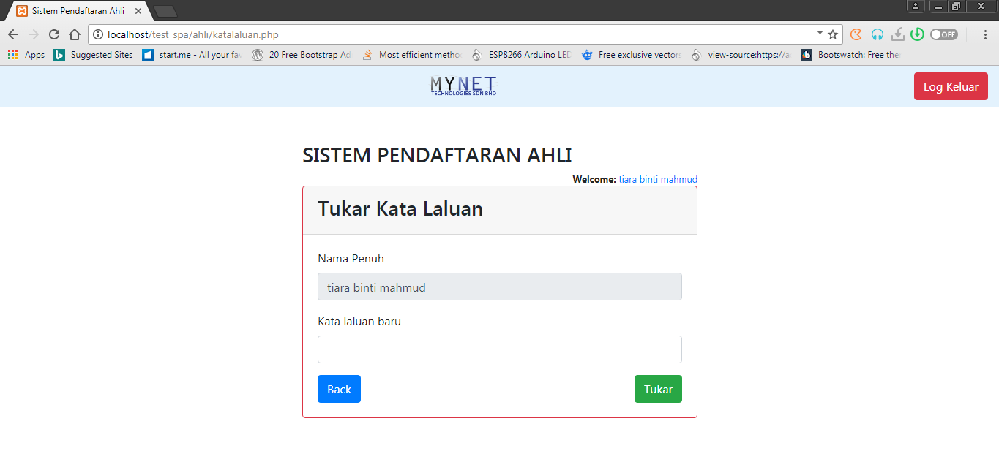 Sistem Pendaftaran Ahli
localhost/test_spa/ahli/katalaluan.php
OFF
Apps Suggested Sites start.me - All your fav 20 Free Bootstrap Ad Most efficient metho ESP8266 Arduino LED Free exclusive vectors view-source:https://a Bootswatch: Free the
MYNET
TECHNOLOGIES SDN BHD
Log Keluar
SISTEM PENDAFTARAN AHLI
Welcome: tiara binti mahmud
Tukar Kata Laluan
Nama Penuh
tiara binti mahmud
Kata laluan baru
Back Tukar